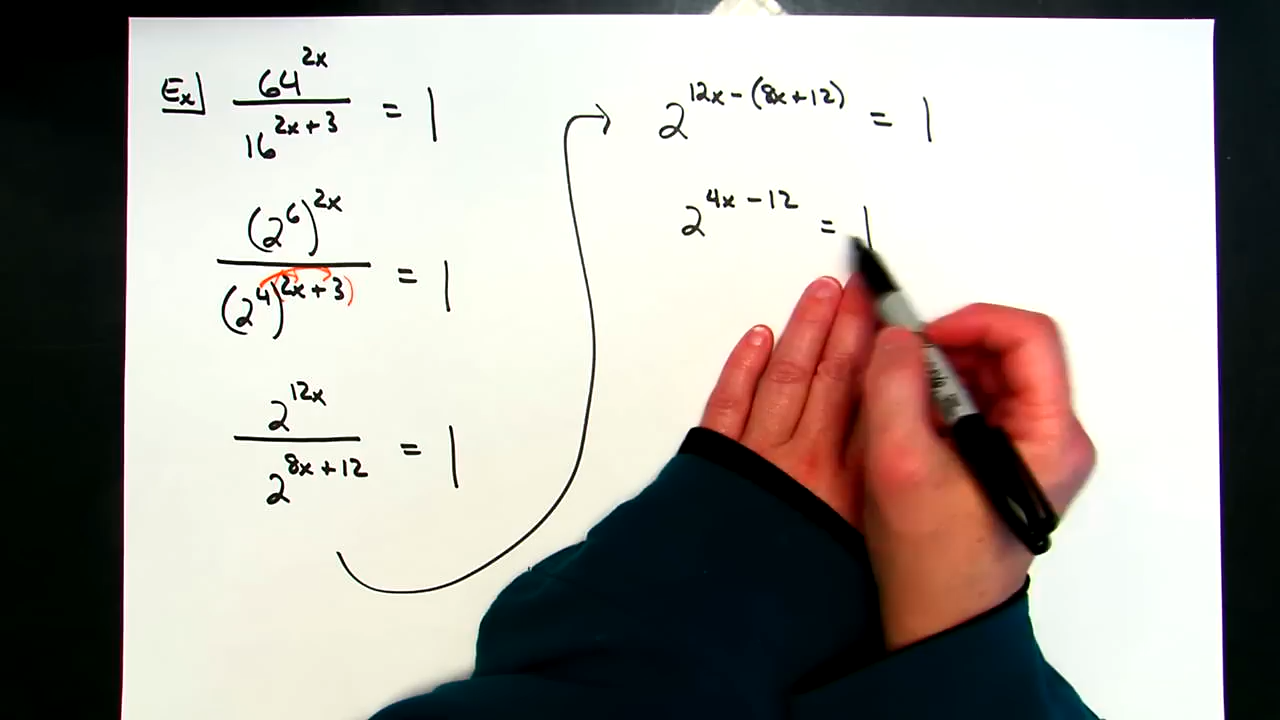 Ex] 64^{2x} / 16^{2x+3} = 1
(2^6)^{2x} / (2^4)^{(2x+3)} = 1
2^{12x} / 2^{8x+12} = 1
2^{12x-(8x+12)} = 1
2^{4x-12} = 1